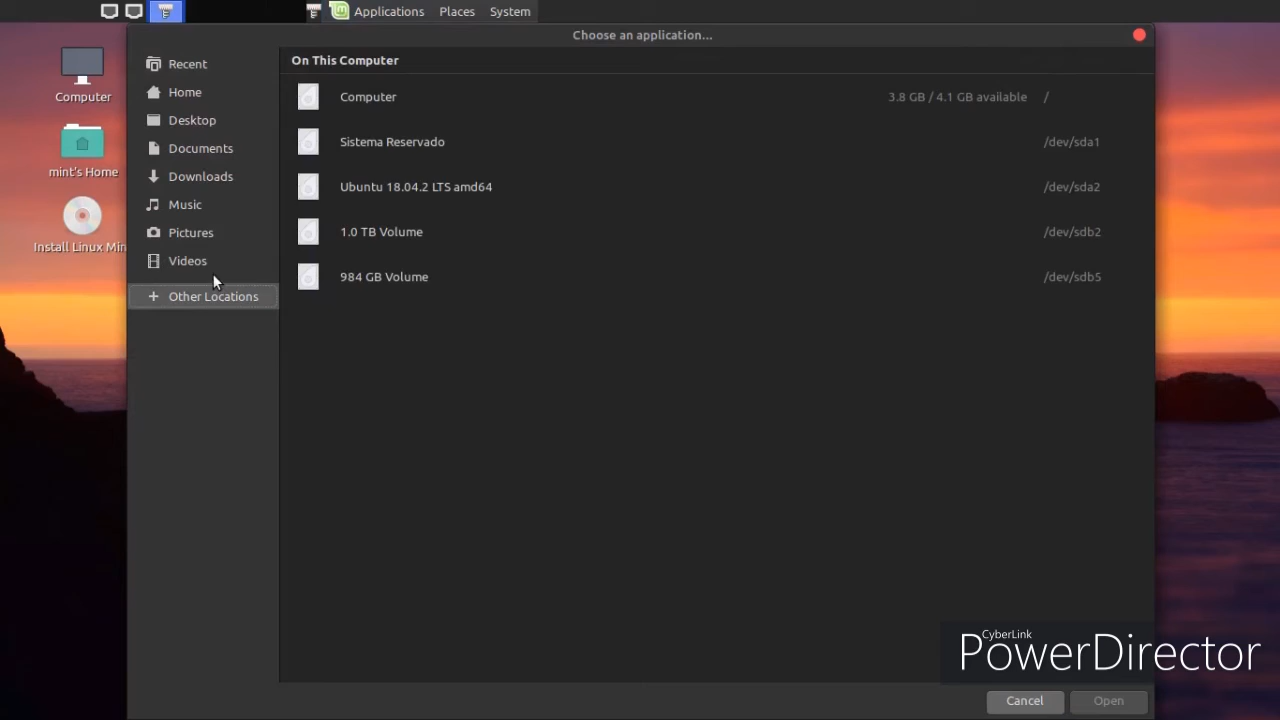 Applications Places System
Choose an application...
Computer
mint's Home
Install Linux Min
Recent
Home
Desktop
Documents
Downloads
Music
Pictures
Videos
Other Locations
On This Computer
Computer 3.8 GB / 4.1 GB available /
Sistema Reservado /dev/sda1
Ubuntu 18.04.2 LTS amd64 /dev/sda2
1.0 TB Volume /dev/sdb2
984 GB Volume /dev/sdb5
CyberLink
PowerDirector
Cancel Open